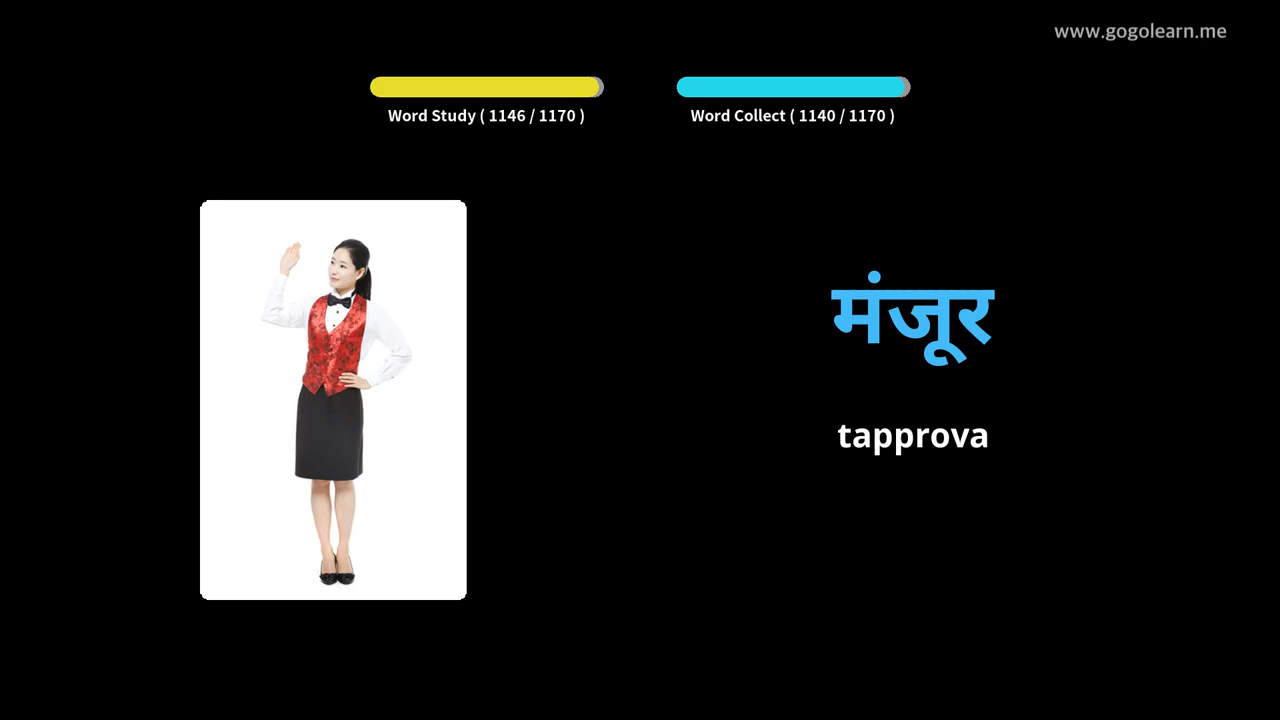 www.gogolearn.me
Word Study ( 1146 / 1170 )
Word Collect ( 1140 / 1170 )
मंजूर
tapprova